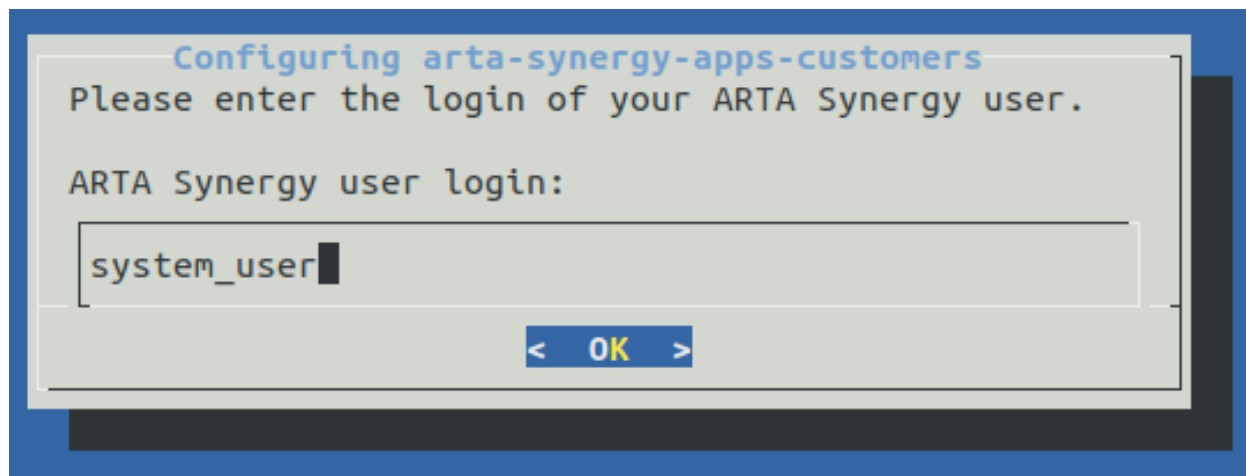 Configuring arta-synergy-apps-customers
Please enter the login of your ARTA Synergy user.
ARTA Synergy user login:
system_user
< OK >